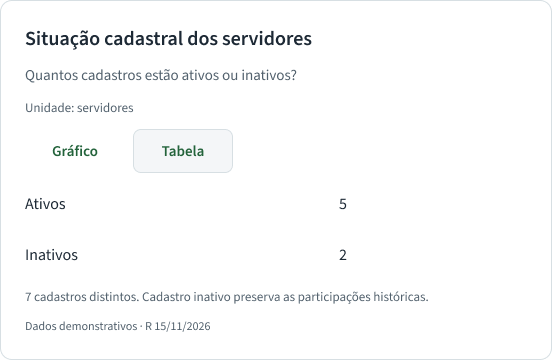 Situação cadastral dos servidores
Quantos cadastros estão ativos ou inativos?
Unidade: servidores
Gráfico Tabela
Ativos 5
Inativos 2
7 cadastros distintos. Cadastro inativo preserva as participações históricas.
Dados demonstrativos · R 15/11/2026